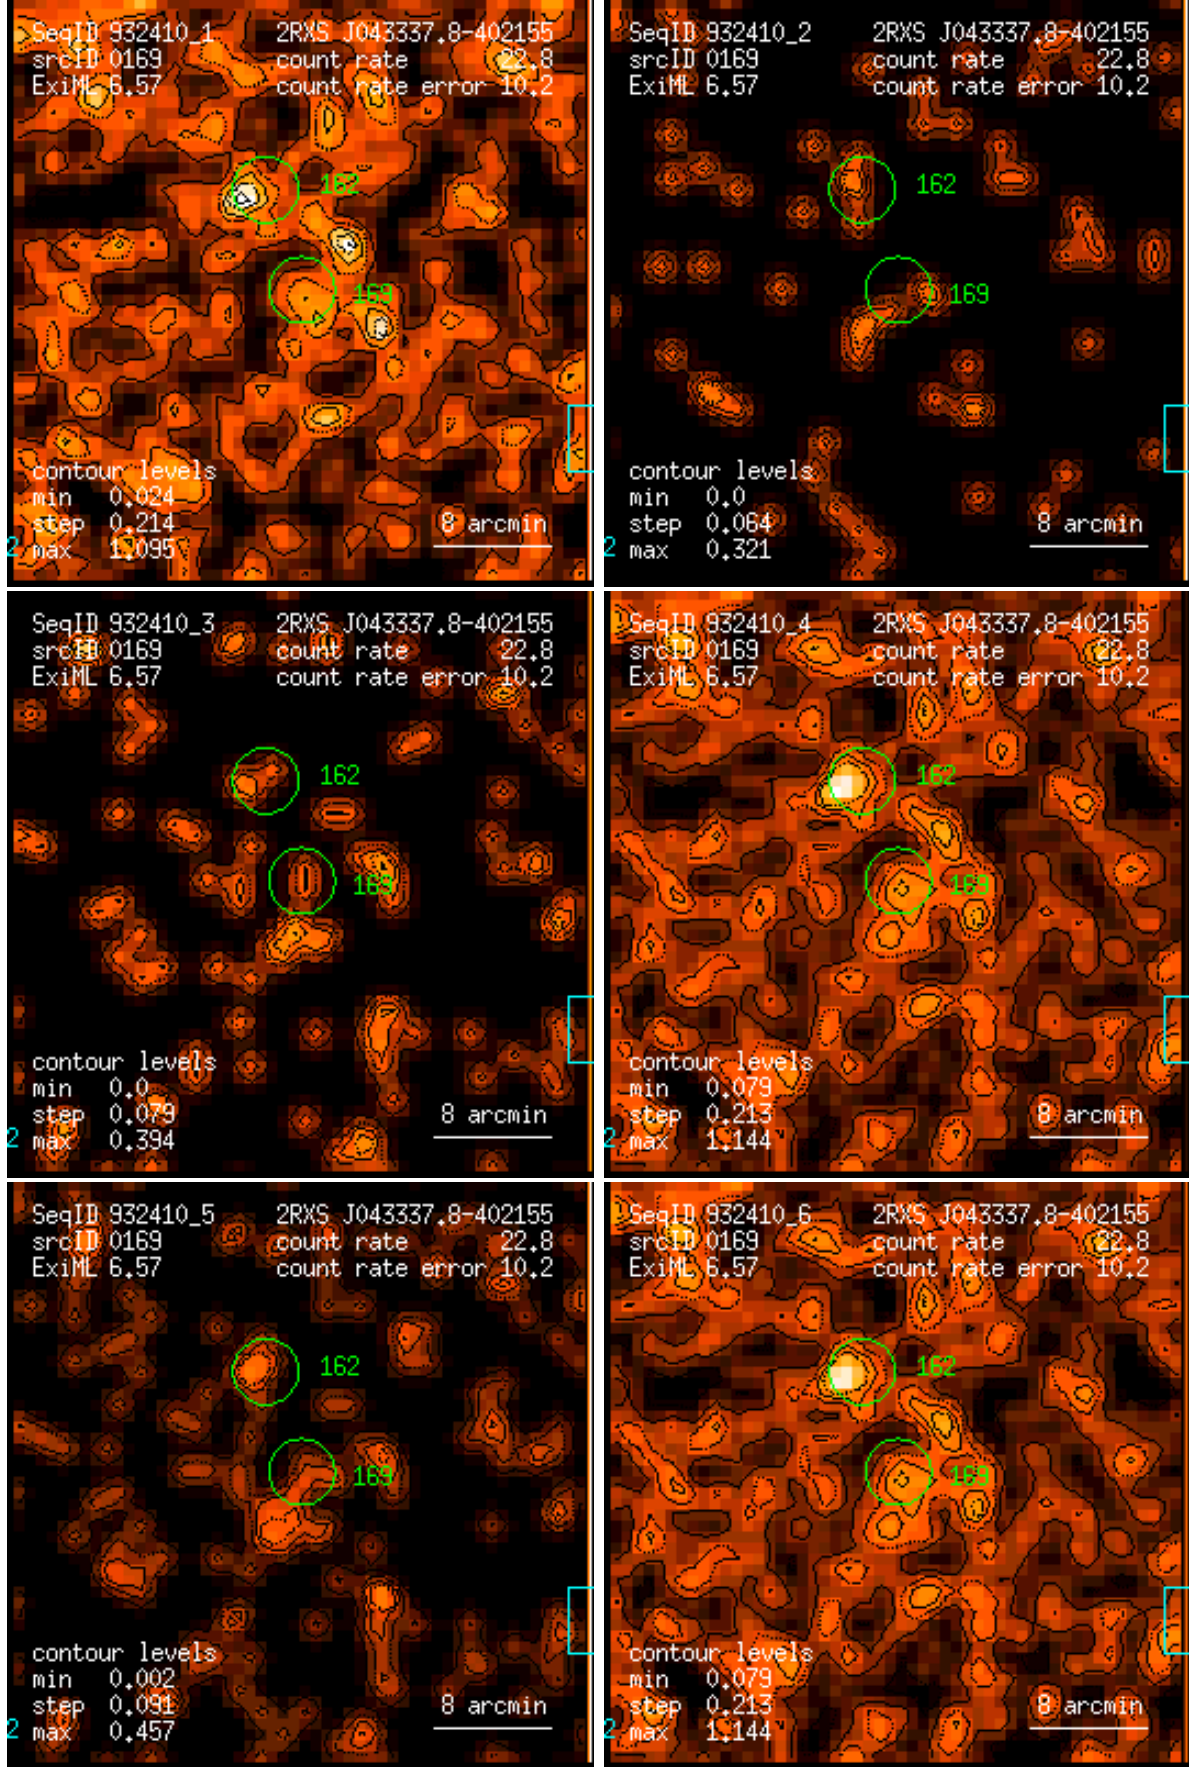 SeqID 932410_1 2RXS J043337.8-402155
srcID 0169 count rate 22.8
ExiML 6.57 count rate error 10.2
162
169
contour levels
min 0.024
step 0.214
max 1.095
8 arcmin
2
SeqID 932410_2 2RXS J043337.8-402155
srcID 0169 count rate 22.8
ExiML 6.57 count rate error 10.2
162
169
contour levels
min 0.0
step 0.064
max 0.321
8 arcmin
2
SeqID 932410_3 2RXS J043337.8-402155
srcID 0169 count rate 22.8
ExiML 6.57 count rate error 10.2
162
169
contour levels
min 0.0
step 0.079
max 0.394
8 arcmin
2
SeqID 932410_4 2RXS J043337.8-402155
srcID 0169 count rate 22.8
ExiML 6.57 count rate error 10.2
162
169
contour levels
min 0.079
step 0.213
max 1.144
8 arcmin
2
SeqID 932410_5 2RXS J043337.8-402155
srcID 0169 count rate 22.8
ExiML 6.57 count rate error 10.2
162
169
contour levels
min 0.002
step 0.091
max 0.457
8 arcmin
2
SeqID 932410_6 2RXS J043337.8-402155
srcID 0169 count rate 22.8
ExiML 6.57 count rate error 10.2
162
169
contour levels
min 0.079
step 0.213
max 1.144
8 arcmin
2